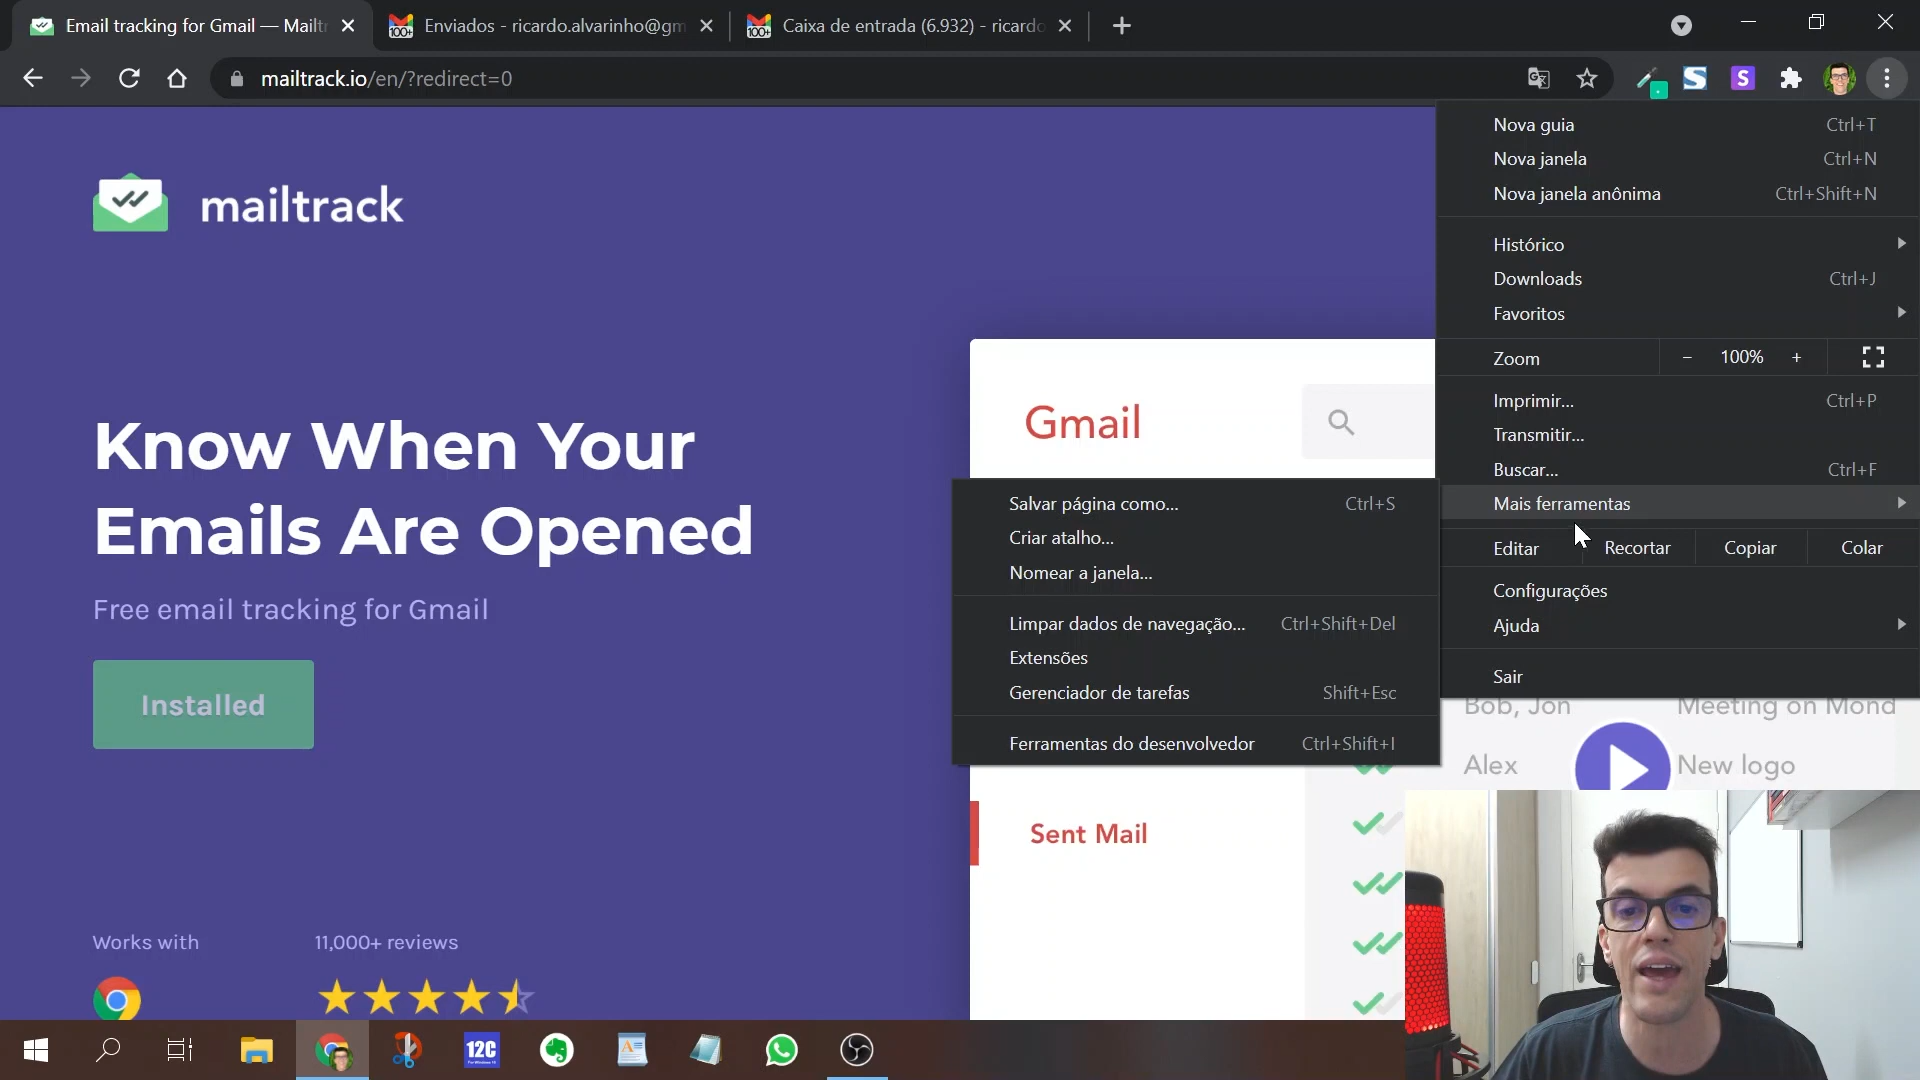 Email tracking for Gmail — Mailtr
Enviados - ricardo.alvarinho@gm
Caixa de entrada (6.932) - ricardo
mailtrack.io/en/?redirect=0
mailtrack
Know When Your
Emails Are Opened
Free email tracking for Gmail
Installed
Works with
11,000+ reviews
Gmail
Sent Mail
Bob, Jon
Meeting on Mond
Alex
New logo
Nova guia Ctrl+T
Nova janela Ctrl+N
Nova janela anônima Ctrl+Shift+N
Histórico
Downloads Ctrl+J
Favoritos
Zoom - 100% +
Imprimir... Ctrl+P
Transmitir...
Buscar... Ctrl+F
Mais ferramentas
Editar Recortar Copiar Colar
Configurações
Ajuda
Sair
Salvar página como... Ctrl+S
Criar atalho...
Nomear a janela...
Limpar dados de navegação... Ctrl+Shift+Del
Extensões
Gerenciador de tarefas Shift+Esc
Ferramentas do desenvolvedor Ctrl+Shift+I
100+
100+
S
S
12C